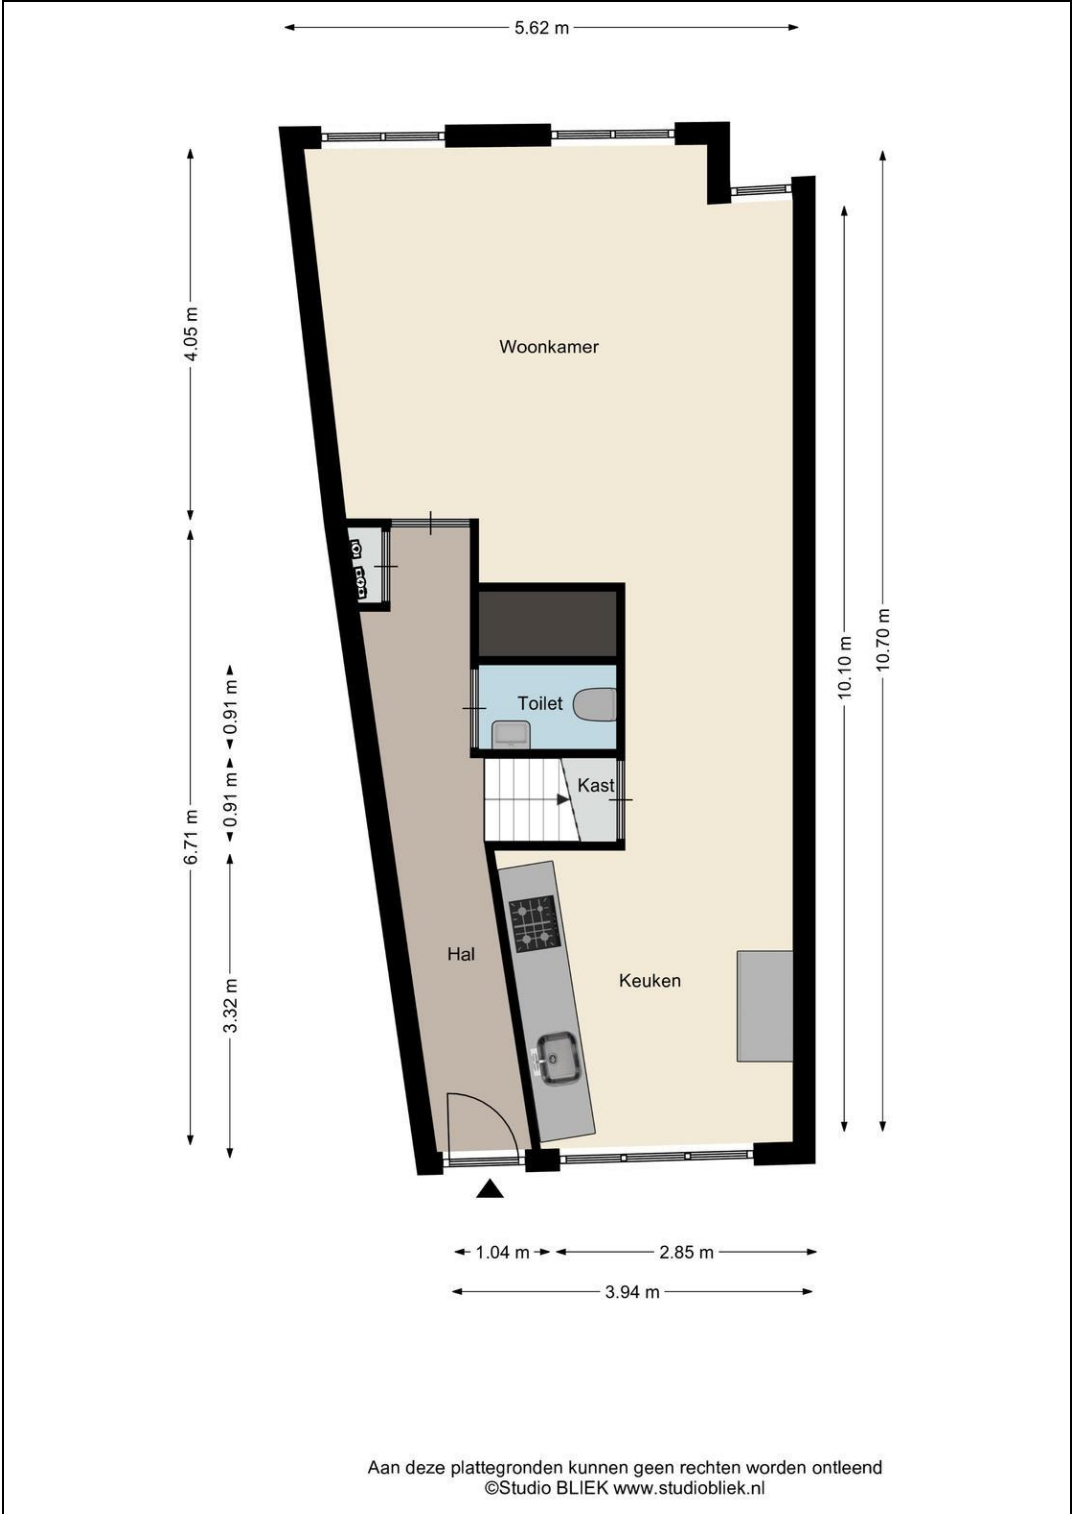 5.62 m
4.05 m
Woonkamer
10.10 m
10.70 m
0.91 m
Toilet
0.91 m
Kast
6.71 m
3.32 m
Hal
Keuken
1.04 m
2.85 m
3.94 m
Aan deze plattegronden kunnen geen rechten worden ontleend
©Studio BLIEK www.studiobliek.nl